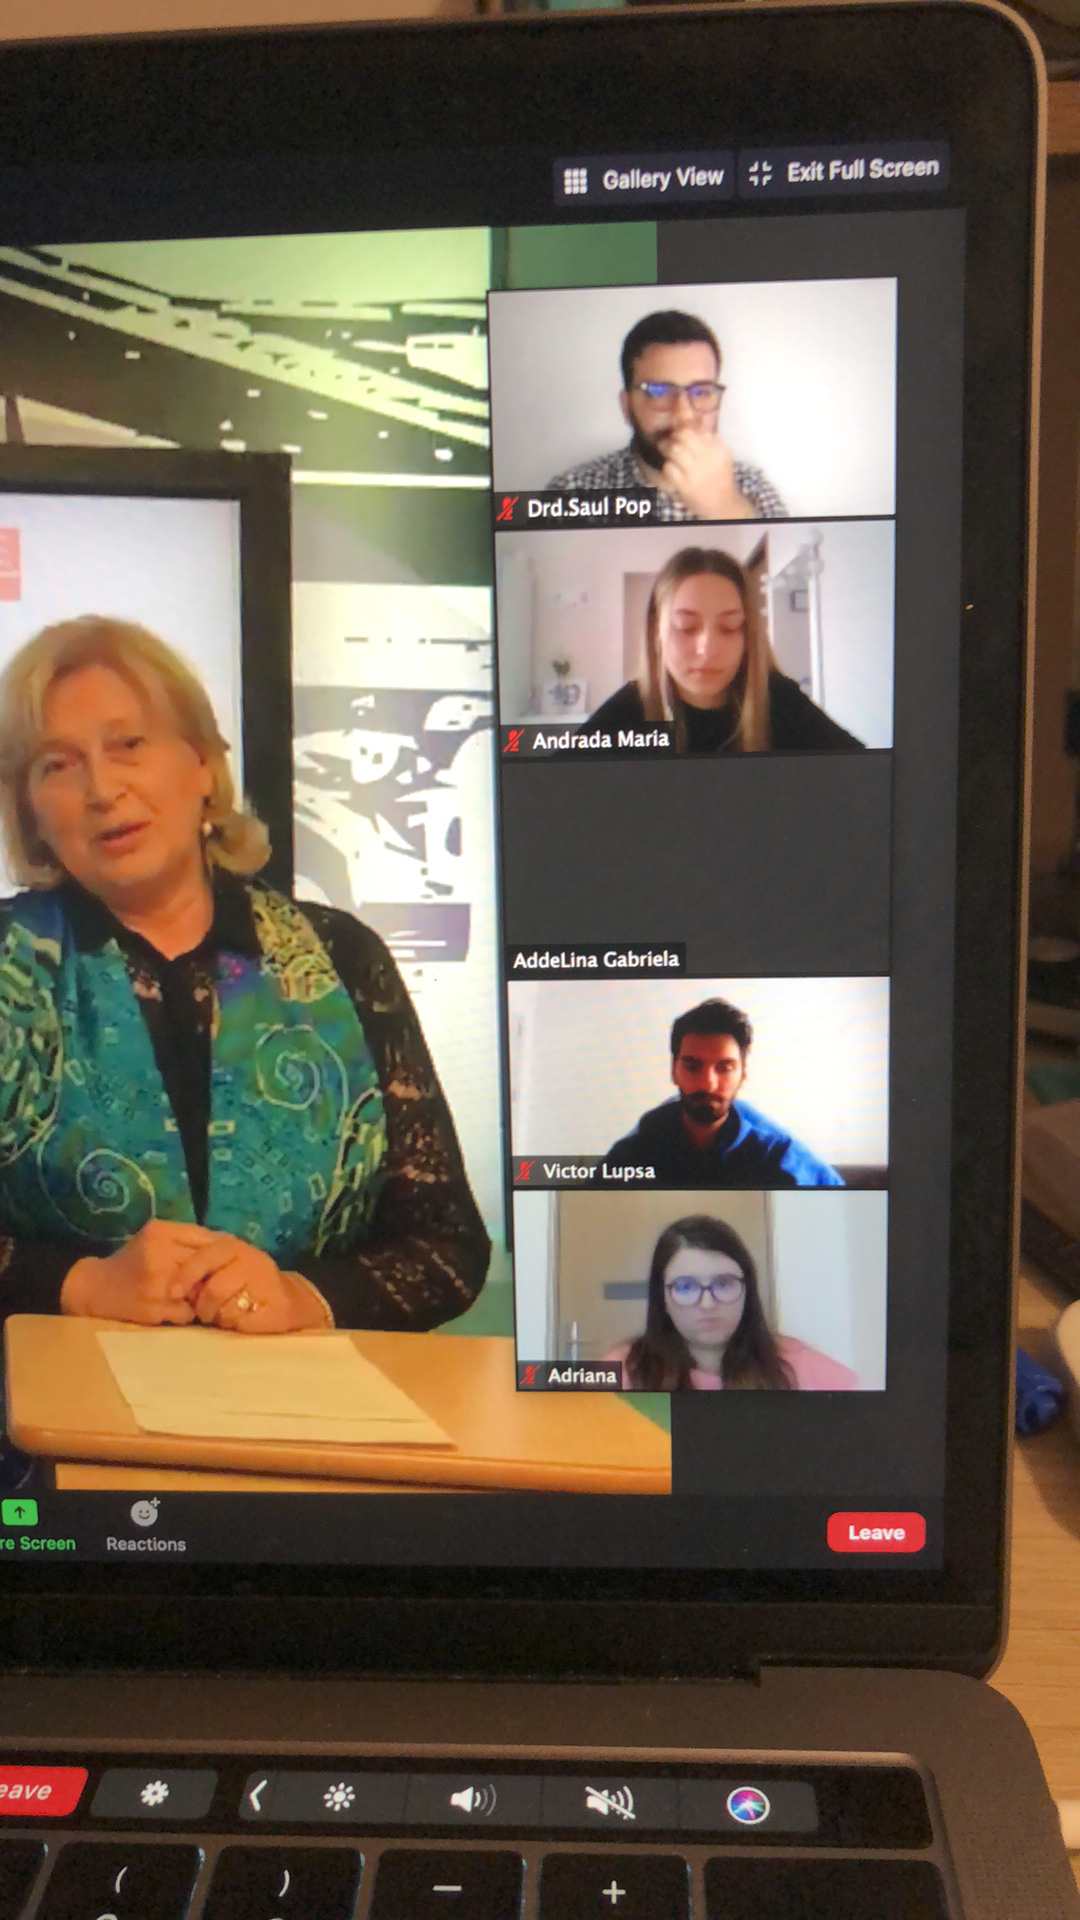 Gallery View
Exit Full Screen
Drd.Saul Pop
Andrada Maria
AddeLina Gabriela
Victor Lupsa
Adriana
re Screen
Reactions
Leave
eave
(
)
–
+